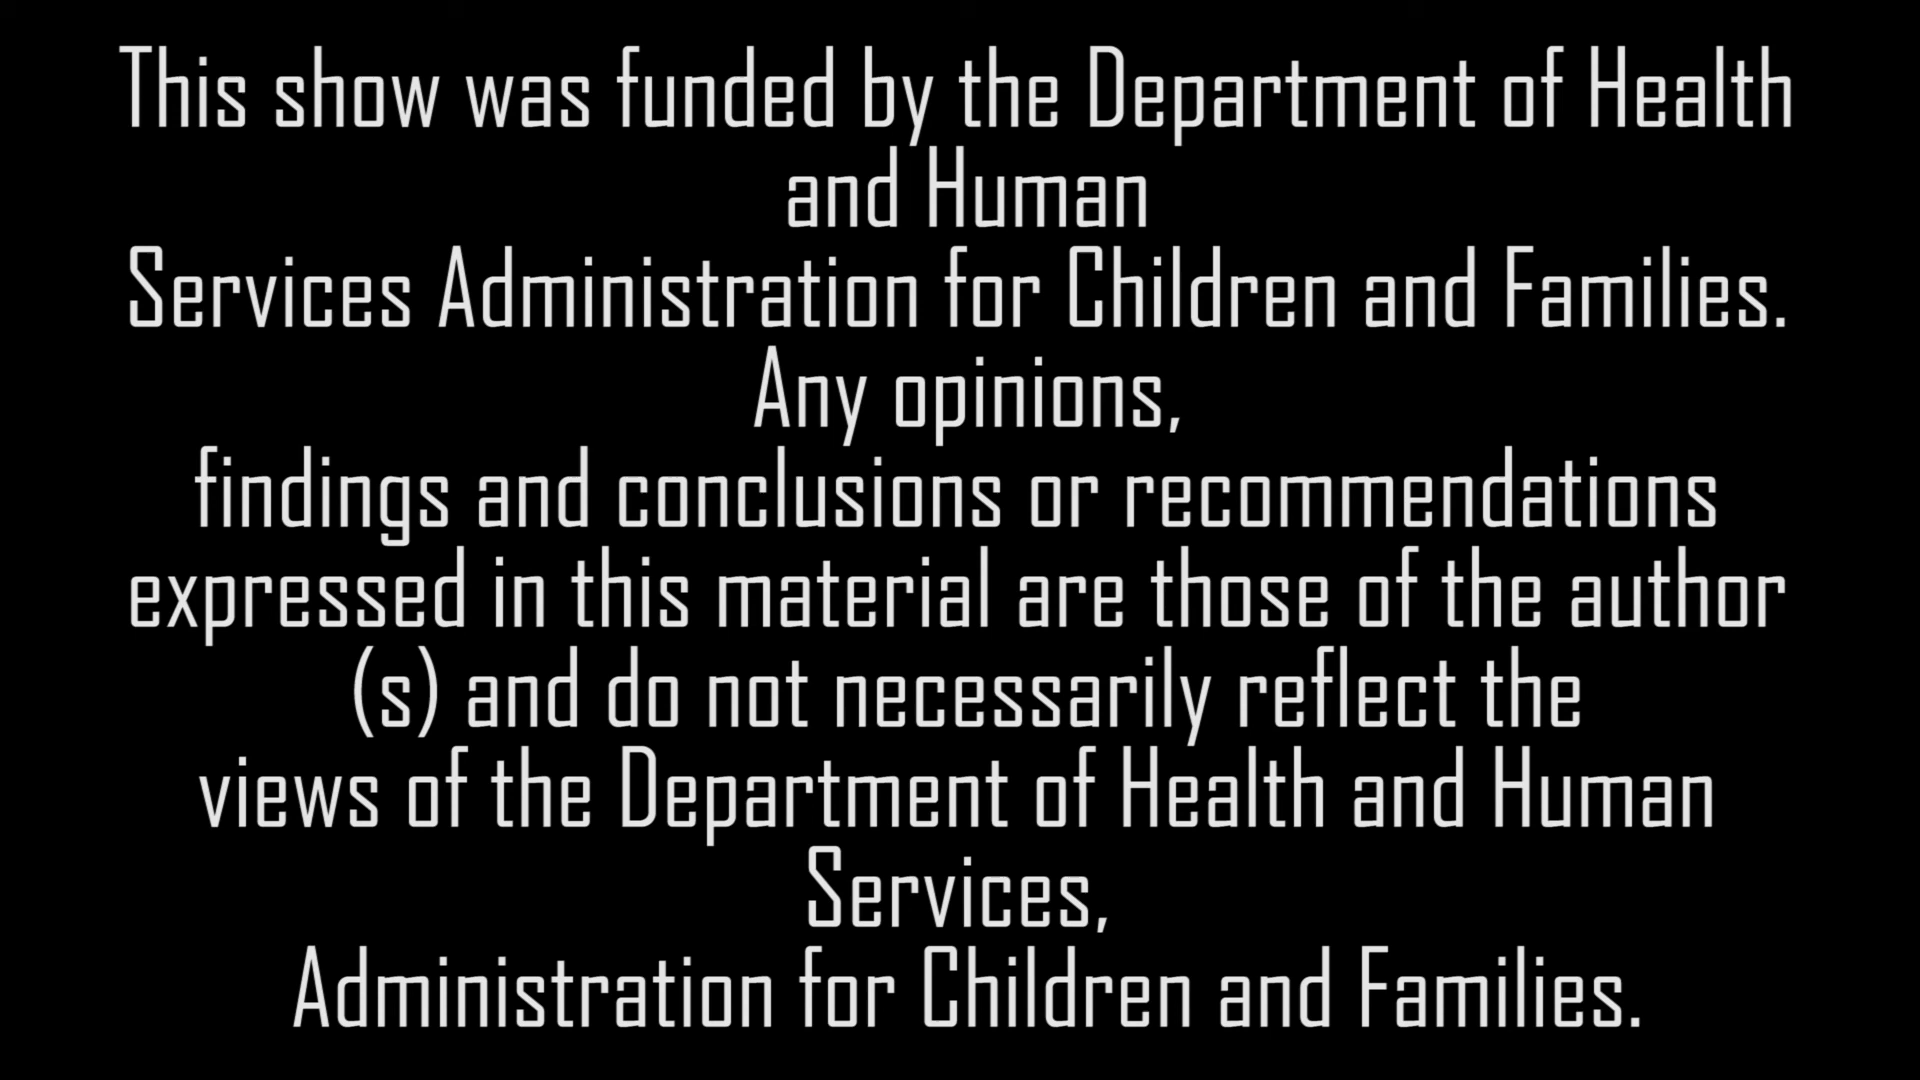 This show was funded by the Department of Health
and Human
Services Administration for Children and Families.
Any opinions,
findings and conclusions or recommendations
expressed in this material are those of the author
(s) and do not necessarily reflect the
views of the Department of Health and Human
Services,
Administration for Children and Families.